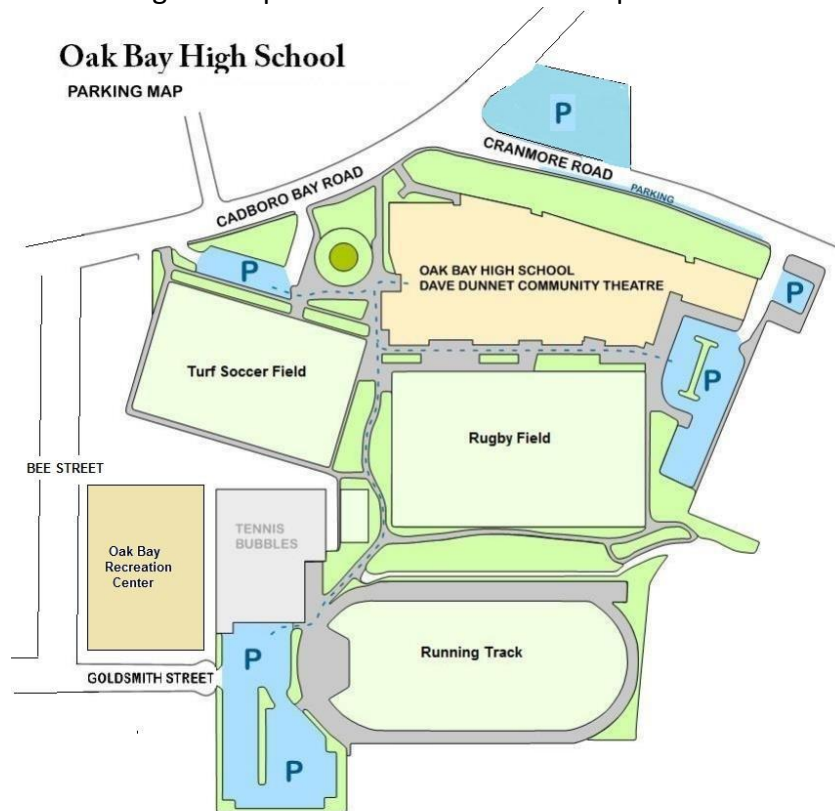 Oak Bay High School
PARKING MAP
P
CRANMORE ROAD
PARKING
CADBORO BAY ROAD
P
OAK BAY HIGH SCHOOL
DAVE DUNNET COMMUNITY THEATRE
P
P
Turf Soccer Field
Rugby Field
BEE STREET
TENNIS
BUBBLES
Oak Bay
Recreation
Center
Running Track
P
GOLDSMITH STREET
P